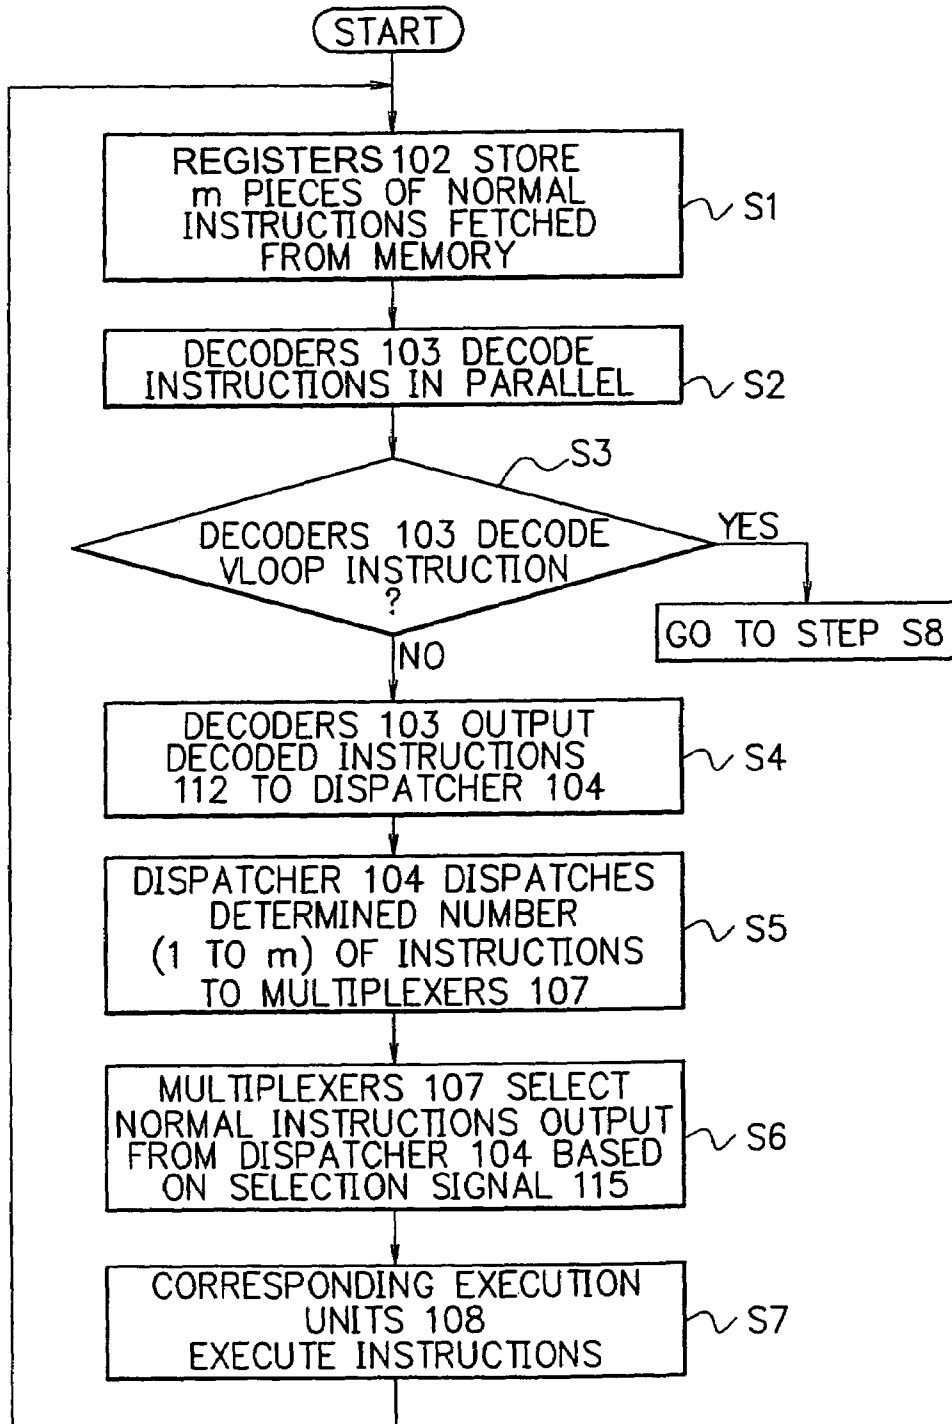 START
REGISTERS 102 STORE
m PIECES OF NORMAL
INSTRUCTIONS FETCHED
FROM MEMORY
S1
DECODERS 103 DECODE
INSTRUCTIONS IN PARALLEL
S2
S3
DECODERS 103 DECODE
VLOOP INSTRUCTION
?
YES
GO TO STEP S8
NO
DECODERS 103 OUTPUT
DECODED INSTRUCTIONS
112 TO DISPATCHER 104
S4
DISPATCHER 104 DISPATCHES
DETERMINED NUMBER
(1 TO m) OF INSTRUCTIONS
TO MULTIPLEXERS 107
S5
MULTIPLEXERS 107 SELECT
NORMAL INSTRUCTIONS OUTPUT
FROM DISPATCHER 104 BASED
ON SELECTION SIGNAL 115
S6
CORRESPONDING EXECUTION
UNITS 108
EXECUTE INSTRUCTIONS
S7